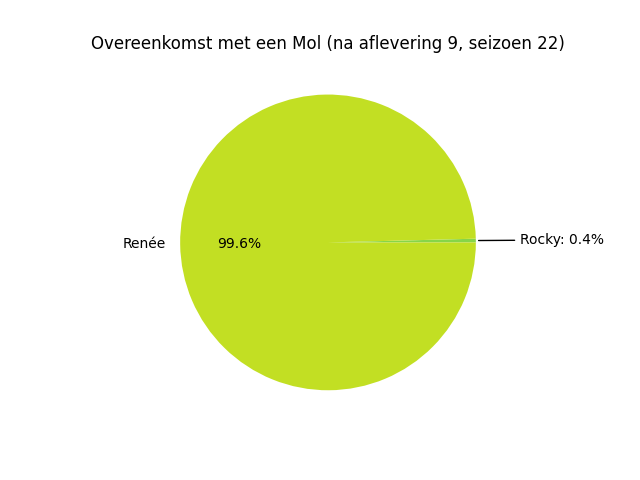 Overeenkomst met een Mol (na aflevering 9, seizoen 22)
Rocky: 0.4%
Renée
99.6%